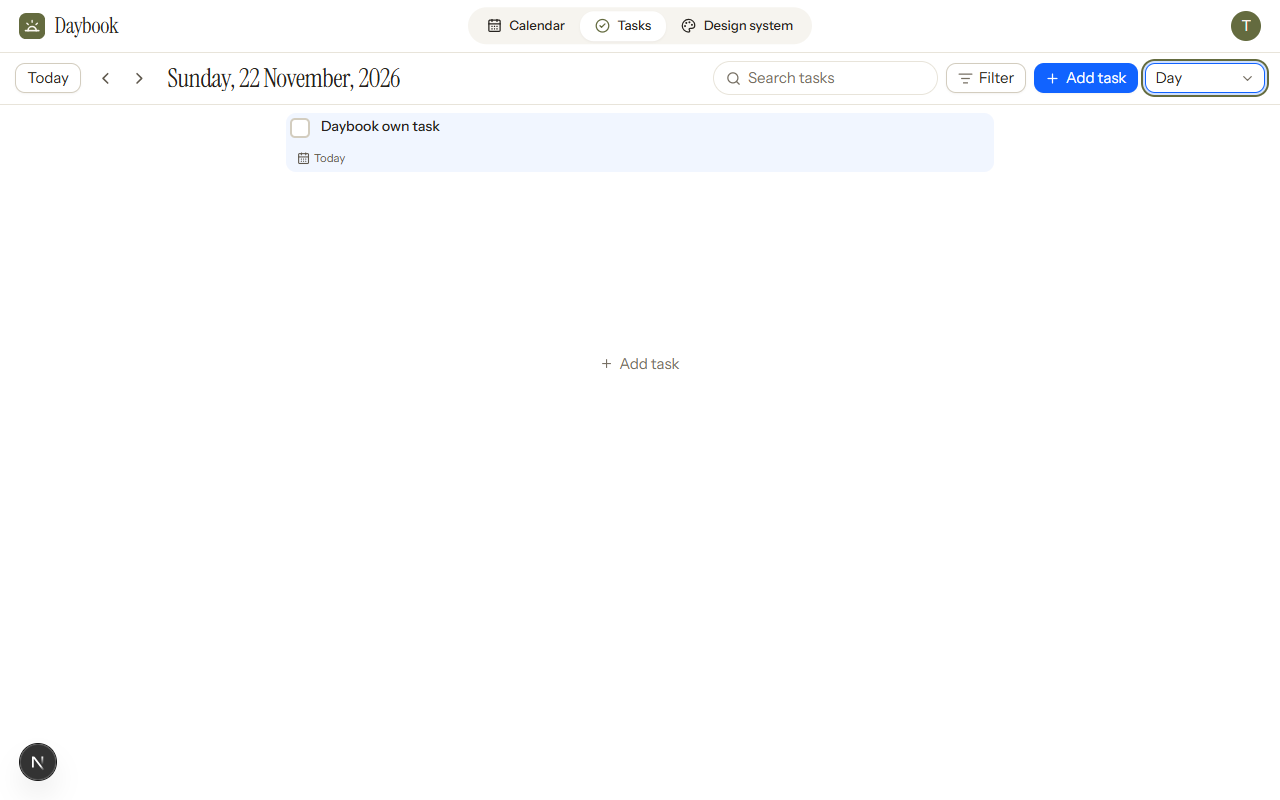 Daybook
Calendar
Tasks
Design system
T
Today
Sunday, 22 November, 2026
Search tasks
Filter
Add task
Day
Daybook own task
Today
Add task
N